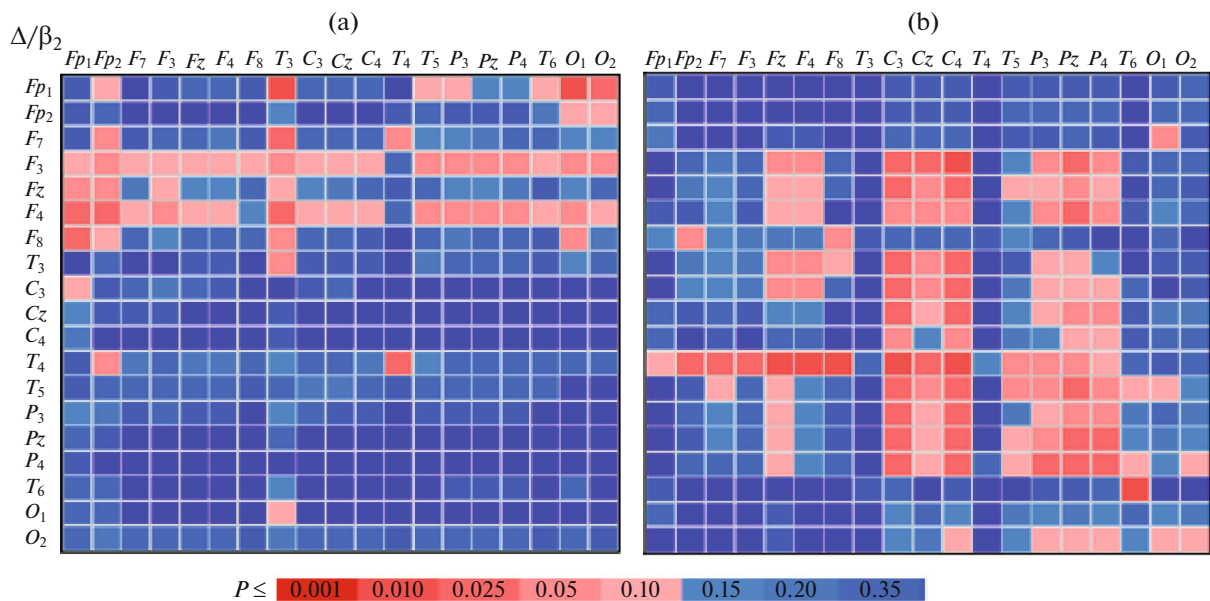 (a) (b)
Δ/β₂
Fp₁ Fp₂ F₇ F₃ Fz F₄ F₈ T₃ C₃ Cz C₄ T₄ T₅ P₃ Pz P₄ T₆ O₁ O₂ Fp₁ Fp₂ F₇ F₃ Fz F₄ F₈ T₃ C₃ Cz C₄ T₄ T₅ P₃ Pz P₄ T₆ O₁ O₂
Fp₁
Fp₂
F₇
F₃
Fz
F₄
F₈
T₃
C₃
Cz
C₄
T₄
T₅
P₃
Pz
P₄
T₆
O₁
O₂
P ≤ 0.001 0.010 0.025 0.05 0.10 0.15 0.20 0.35